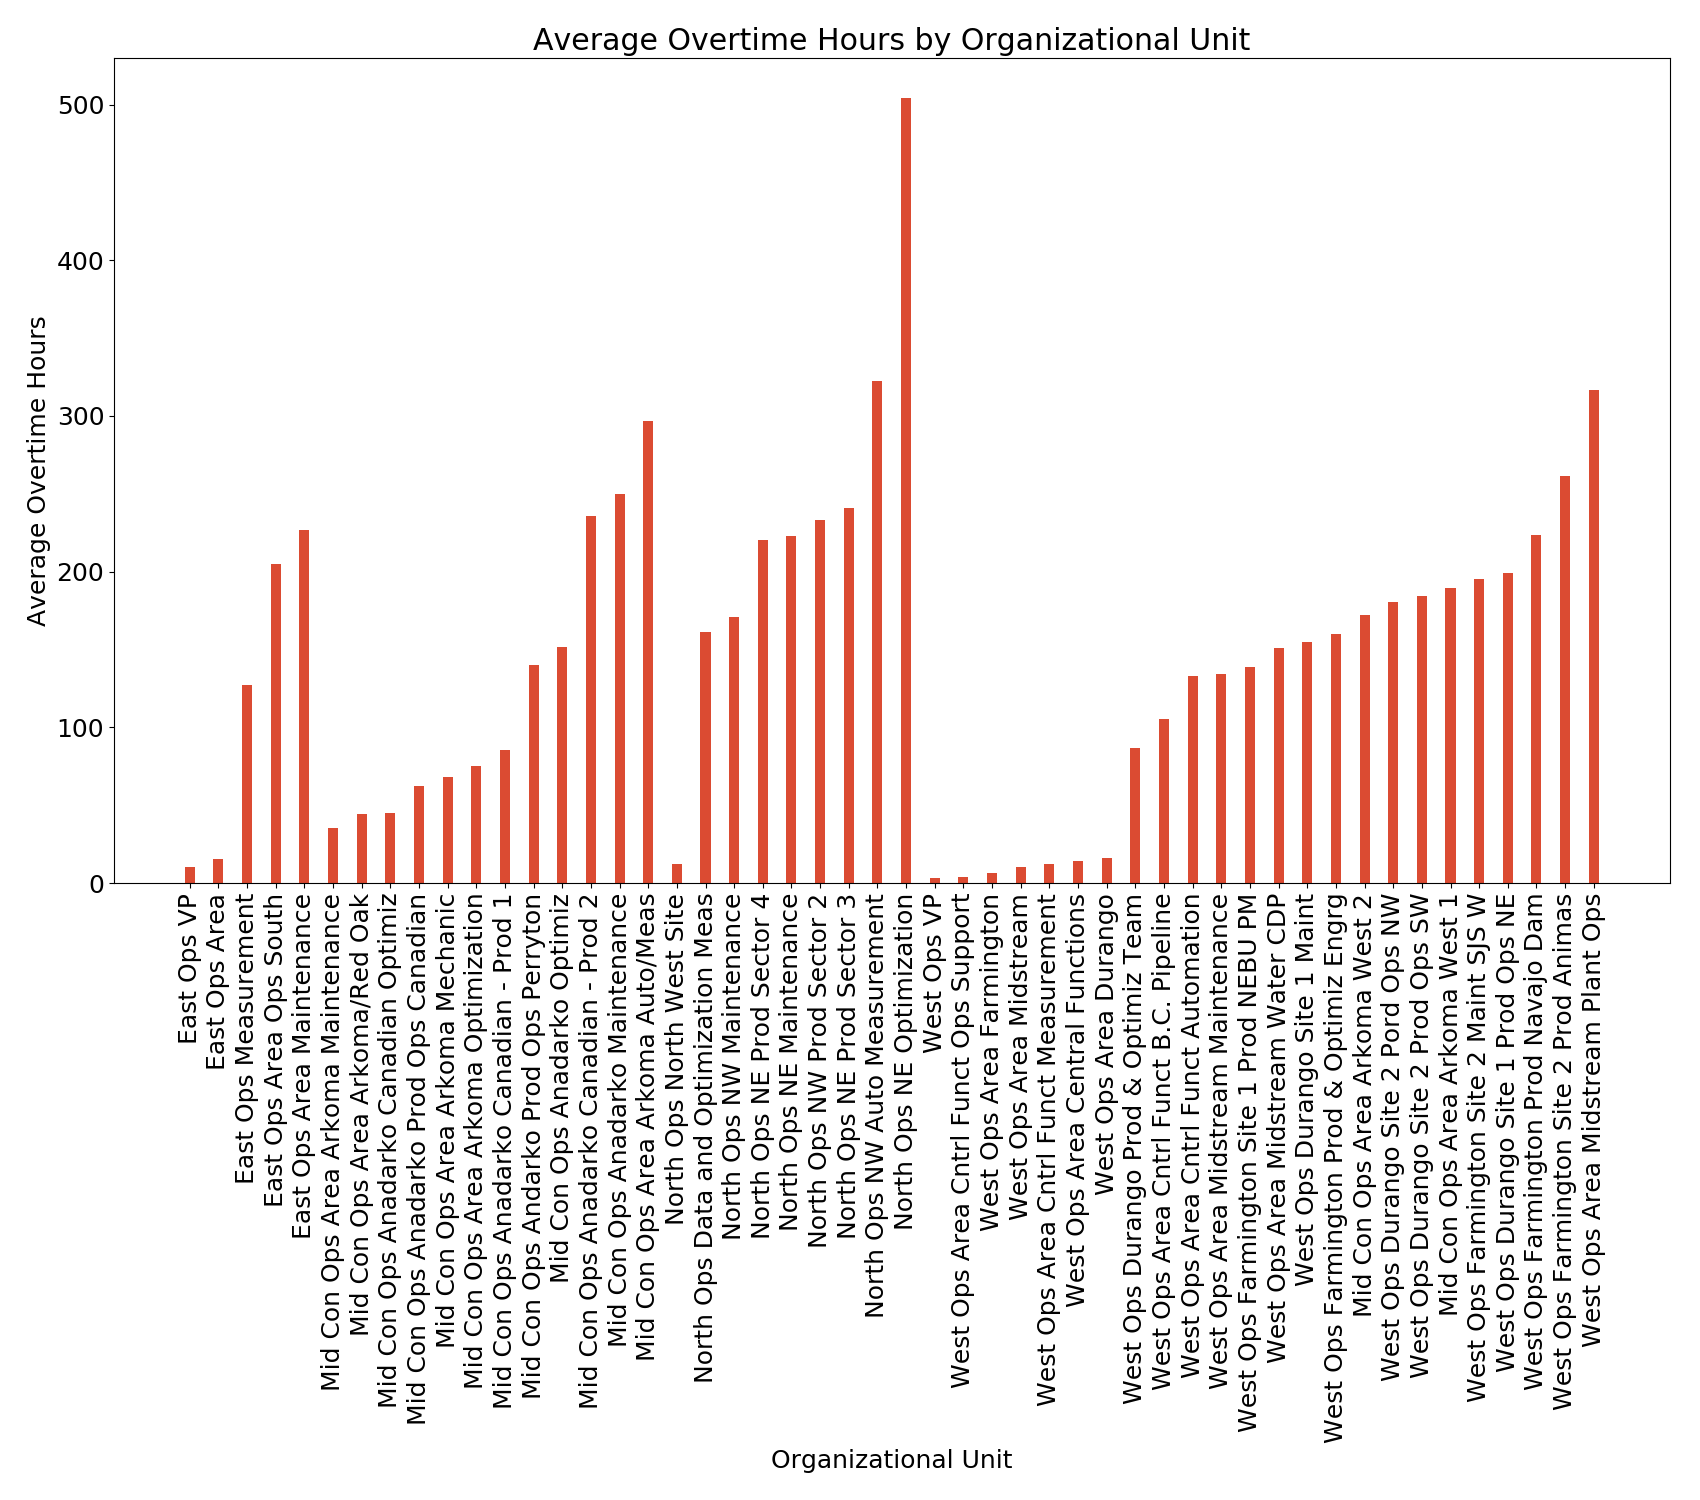 Average Overtime Hours by Organizational Unit
500
400
300
200
100
0
Average Overtime Hours
East Ops VP
East Ops Area
East Ops Measurement
East Ops Area Ops South
East Ops Area Maintenance
Mid Con Ops Area Arkoma Maintenance
Mid Con Ops Area Arkoma/Red Oak
Mid Con Ops Anadarko Canadian Optimiz
Mid Con Ops Anadarko Prod Ops Canadian
Mid Con Ops Area Arkoma Mechanic
Mid Con Ops Area Arkoma Optimization
Mid Con Ops Anadarko Canadian - Prod 1
Mid Con Ops Andarko Prod Ops Perryton
Mid Con Ops Anadarko Optimiz
Mid Con Ops Anadarko Canadian - Prod 2
Mid Con Ops Anadarko Maintenance
Mid Con Ops Area Arkoma Auto/Meas
North Ops North West Site
North Ops Data and Optimization Meas
North Ops NW Maintenance
North Ops NE Prod Sector 4
North Ops NE Maintenance
North Ops NW Prod Sector 2
North Ops NE Prod Sector 3
North Ops NW Auto Measurement
North Ops NE Optimization
West Ops VP
West Ops Area Cntrl Funct Ops Support
West Ops Area Farmington
West Ops Area Midstream
West Ops Area Cntrl Funct Measurement
West Ops Area Central Functions
West Ops Area Durango
West Ops Durango Prod & Optimiz Team
West Ops Area Cntrl Funct B.C. Pipeline
West Ops Area Cntrl Funct Automation
West Ops Area Midstream Maintenance
West Ops Farmington Site 1 Prod NEBU PM
West Ops Area Midstream Water CDP
West Ops Durango Site 1 Maint
West Ops Farmington Prod & Optimiz Engrg
Mid Con Ops Area Arkoma West 2
West Ops Durango Site 2 Pord Ops NW
West Ops Durango Site 2 Prod Ops SW
Mid Con Ops Area Arkoma West 1
West Ops Farmington Site 2 Maint SJS W
West Ops Durango Site 1 Prod Ops NE
West Ops Farmington Prod Navajo Dam
West Ops Farmington Site 2 Prod Animas
West Ops Area Midstream Plant Ops
Organizational Unit